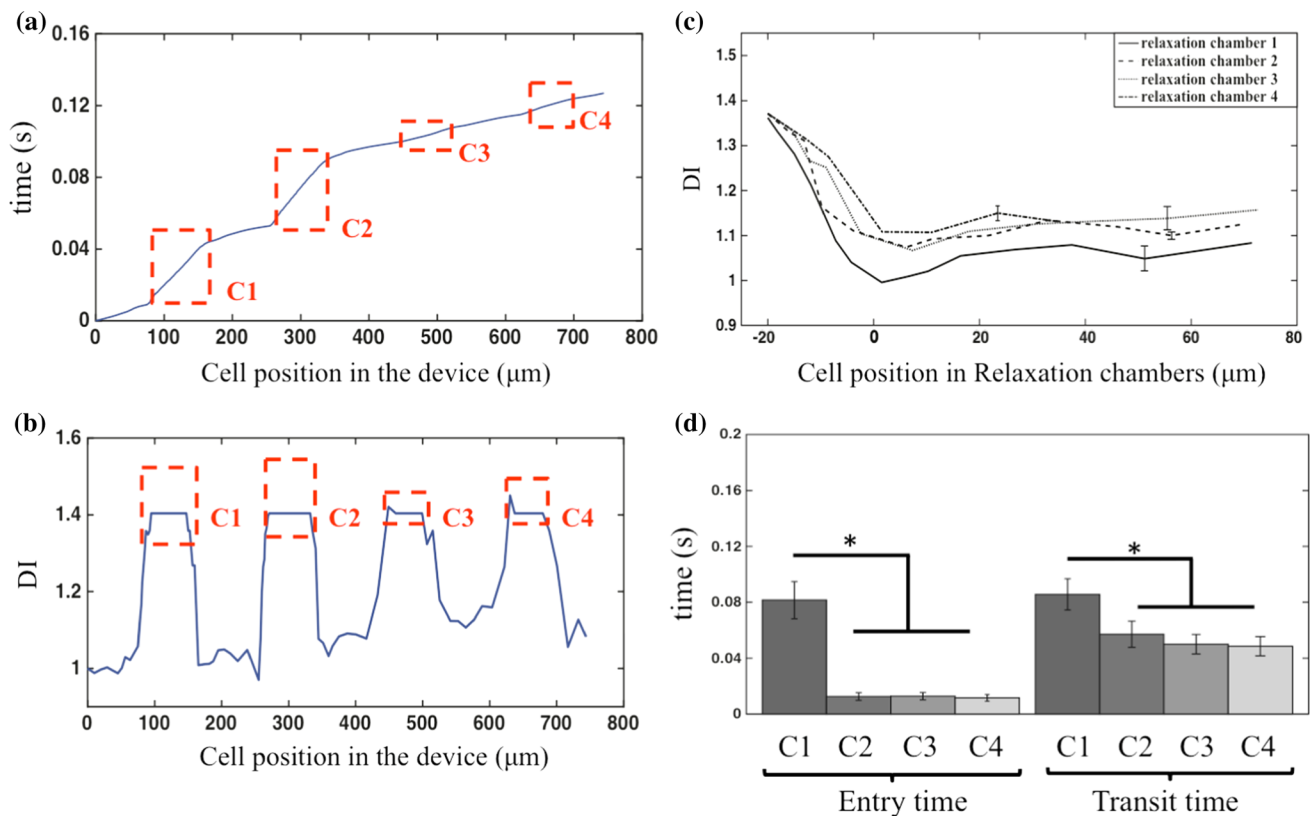 (a)
0.16
0.12
0.08
0.04
0
time (s)
C1
C2
C3
C4
0 100 200 300 400 500 600 700 800
Cell position in the device (μm)
(b)
1.6
1.4
1.2
1
DI
C1
C2
C3
C4
0 100 200 300 400 500 600 700 800
Cell position in the device (μm)
(c)
1.5
1.4
1.3
1.2
1.1
1
0.9
DI
relaxation chamber 1
relaxation chamber 2
relaxation chamber 3
relaxation chamber 4
-20 0 20 40 60 80
Cell position in Relaxation chambers (μm)
(d)
0.2
0.16
0.12
0.08
0.04
0
time (s)
* *
C1 C2 C3 C4 C1 C2 C3 C4
Entry time Transit time